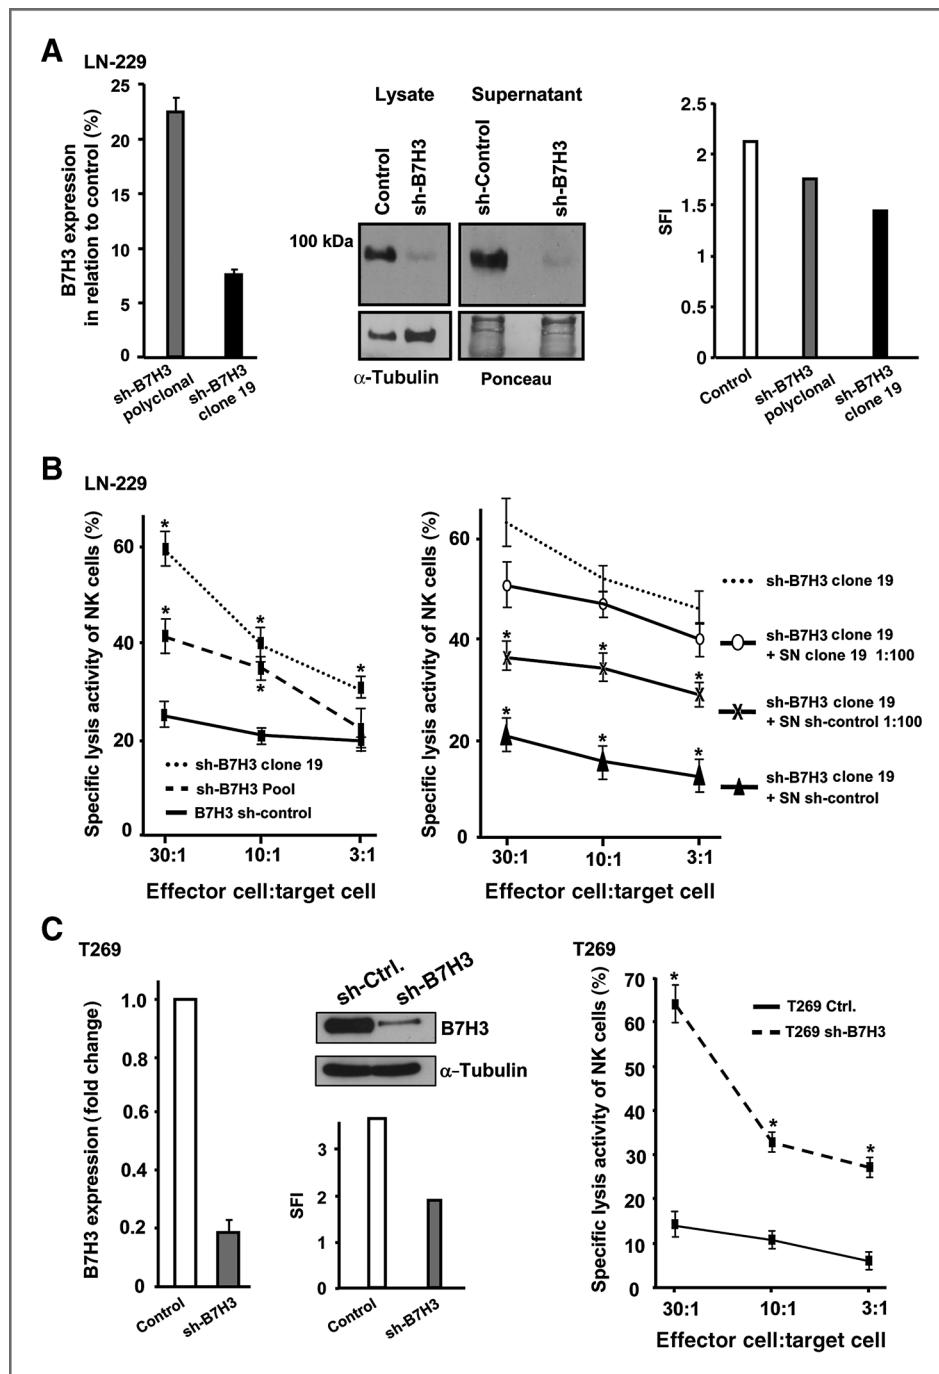 A
LN-229
B7H3 expression
in relation to control (%)
25
20
15
10
5
0
sh-B7H3
polyclonal
sh-B7H3
clone 19
Lysate
Supernatant
Control
sh-B7H3
sh-Control
sh-B7H3
100 kDa
α-Tubulin
Ponceau
SFI
2.5
2
1.5
1
0.5
0
Control
sh-B7H3
polyclonal
sh-B7H3
clone 19
B
LN-229
Specific lysis activity of NK cells (%)
60
40
20
0
* * *
* *
sh-B7H3 clone 19
sh-B7H3 Pool
B7H3 sh-control
30:1 10:1 3:1
Effector cell:target cell
Specific lysis activity of NK cells (%)
60
40
20
0
* * *
* * *
30:1 10:1 3:1
Effector cell:target cell
sh-B7H3 clone 19
sh-B7H3 clone 19
+ SN clone 19 1:100
sh-B7H3 clone 19
+ SN sh-control 1:100
sh-B7H3 clone 19
+ SN sh-control
C
T269
B7H3 expression (fold change)
1.0
0.8
0.6
0.4
0.2
0
Control
sh-B7H3
sh-Ctrl.
sh-B7H3
B7H3
α-Tubulin
SFI
3
2
1
0
Control
sh-B7H3
T269
Specific lysis activity of NK cells (%)
70
60
50
40
30
20
10
0
* * *
T269 Ctrl.
T269 sh-B7H3
30:1 10:1 3:1
Effector cell:target cell